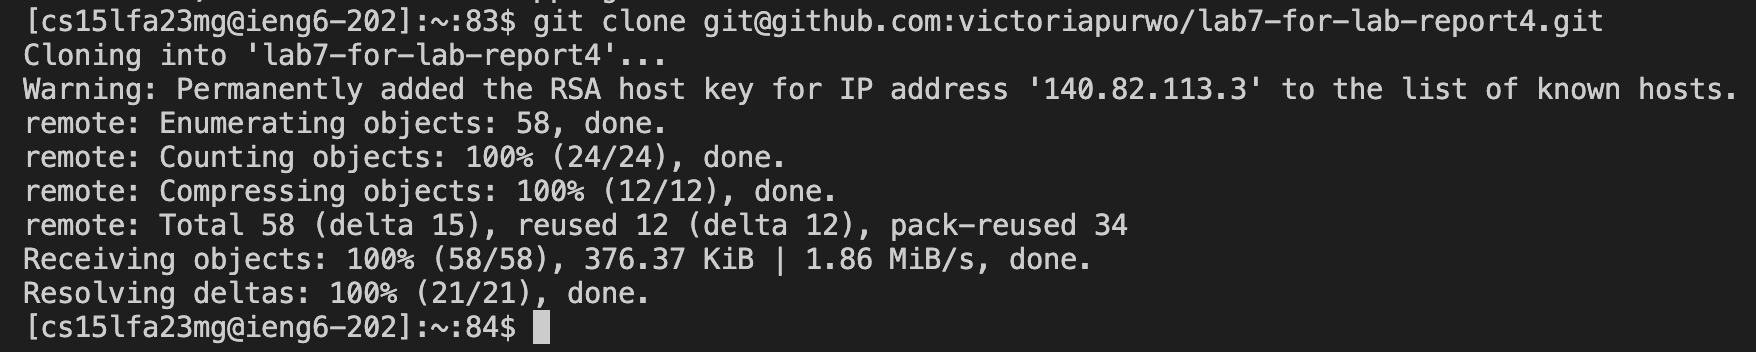 [cs15lfa23mg@ieng6-202]:~:83$ git clone git@github.com:victoriapurwo/lab7-for-lab-report4.git
Cloning into 'lab7-for-lab-report4'...
Warning: Permanently added the RSA host key for IP address '140.82.113.3' to the list of known hosts.
remote: Enumerating objects: 58, done.
remote: Counting objects: 100% (24/24), done.
remote: Compressing objects: 100% (12/12), done.
remote: Total 58 (delta 15), reused 12 (delta 12), pack-reused 34
Receiving objects: 100% (58/58), 376.37 KiB | 1.86 MiB/s, done.
Resolving deltas: 100% (21/21), done.
[cs15lfa23mg@ieng6-202]:~:84$